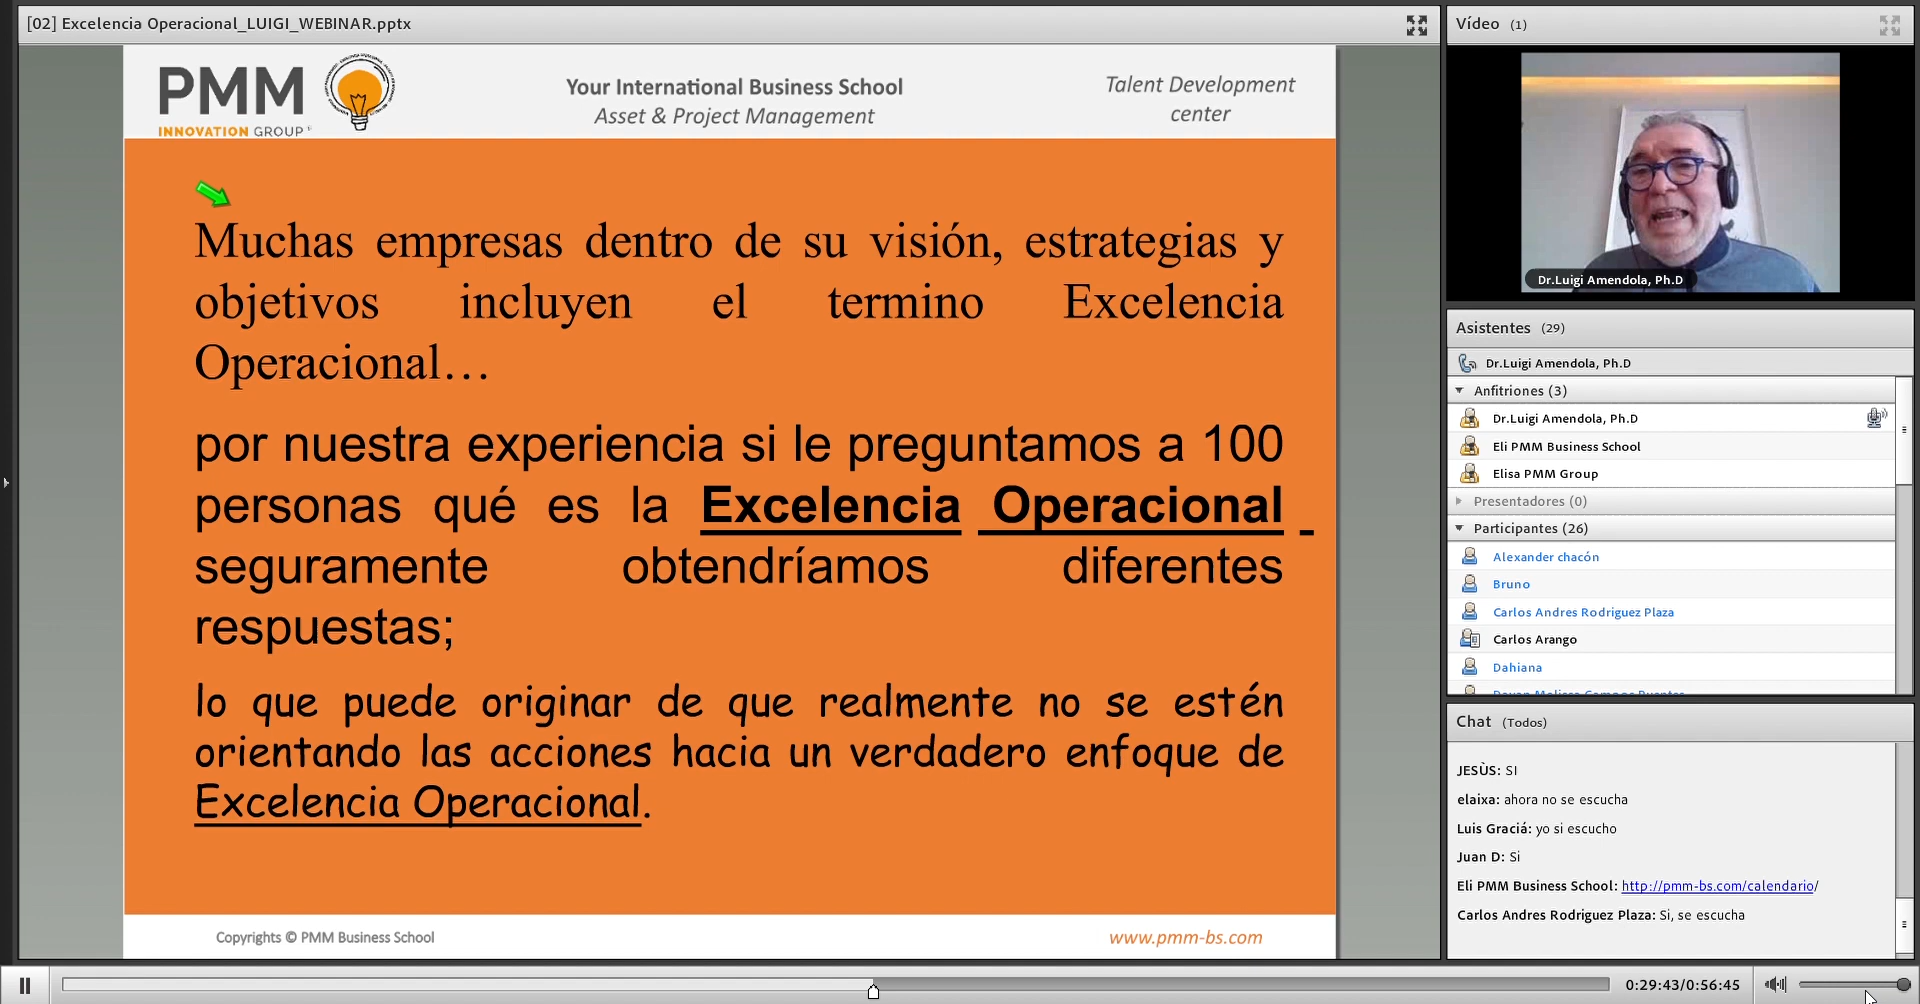 [02] Excelencia Operacional_LUIGI_WEBINAR.pptx
PMM
INNOVATION GROUP
Your International Business School
Asset & Project Management
Talent Development
center
Muchas empresas dentro de su visión, estrategias y
objetivos incluyen el termino Excelencia
Operacional…
por nuestra experiencia si le preguntamos a 100
personas qué es la Excelencia Operacional
seguramente obtendríamos diferentes
respuestas;
lo que puede originar de que realmente no se estén
orientando las acciones hacia un verdadero enfoque de
Excelencia Operacional.
Copyrights © PMM Business School
www.pmm-bs.com
Vídeo (1)
Dr.Luigi Amendola, Ph.D
Asistentes (29)
Dr.Luigi Amendola, Ph.D
Anfitriones (3)
Dr.Luigi Amendola, Ph.D
Eli PMM Business School
Elisa PMM Group
Presentadores (0)
Participantes (26)
Alexander chacón
Bruno
Carlos Andres Rodriguez Plaza
Carlos Arango
Dahiana
Chat (Todos)
JESÙS: SI
elaixa: ahora no se escucha
Luis Graciá: yo si escucho
Juan D: Si
Eli PMM Business School: http://pmm-bs.com/calendario/
Carlos Andres Rodriguez Plaza: Si, se escucha
0:29:43/0:56:45